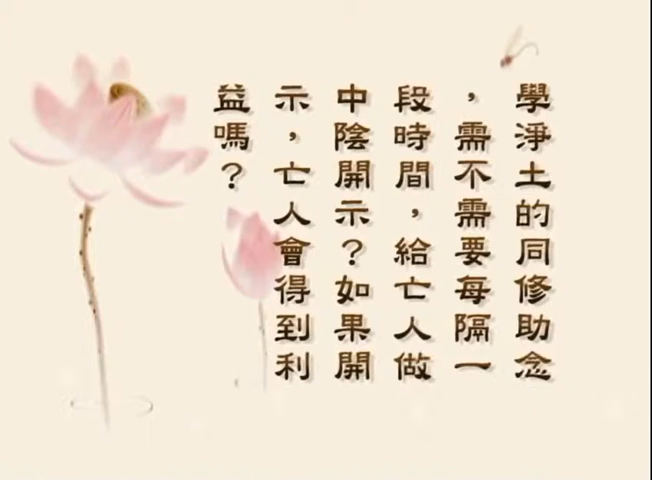 學淨土的同修助念
，需不需要每隔一
段時間，給亡人做
中陰開示？如果開
示，亡人會得到利
益嗎？